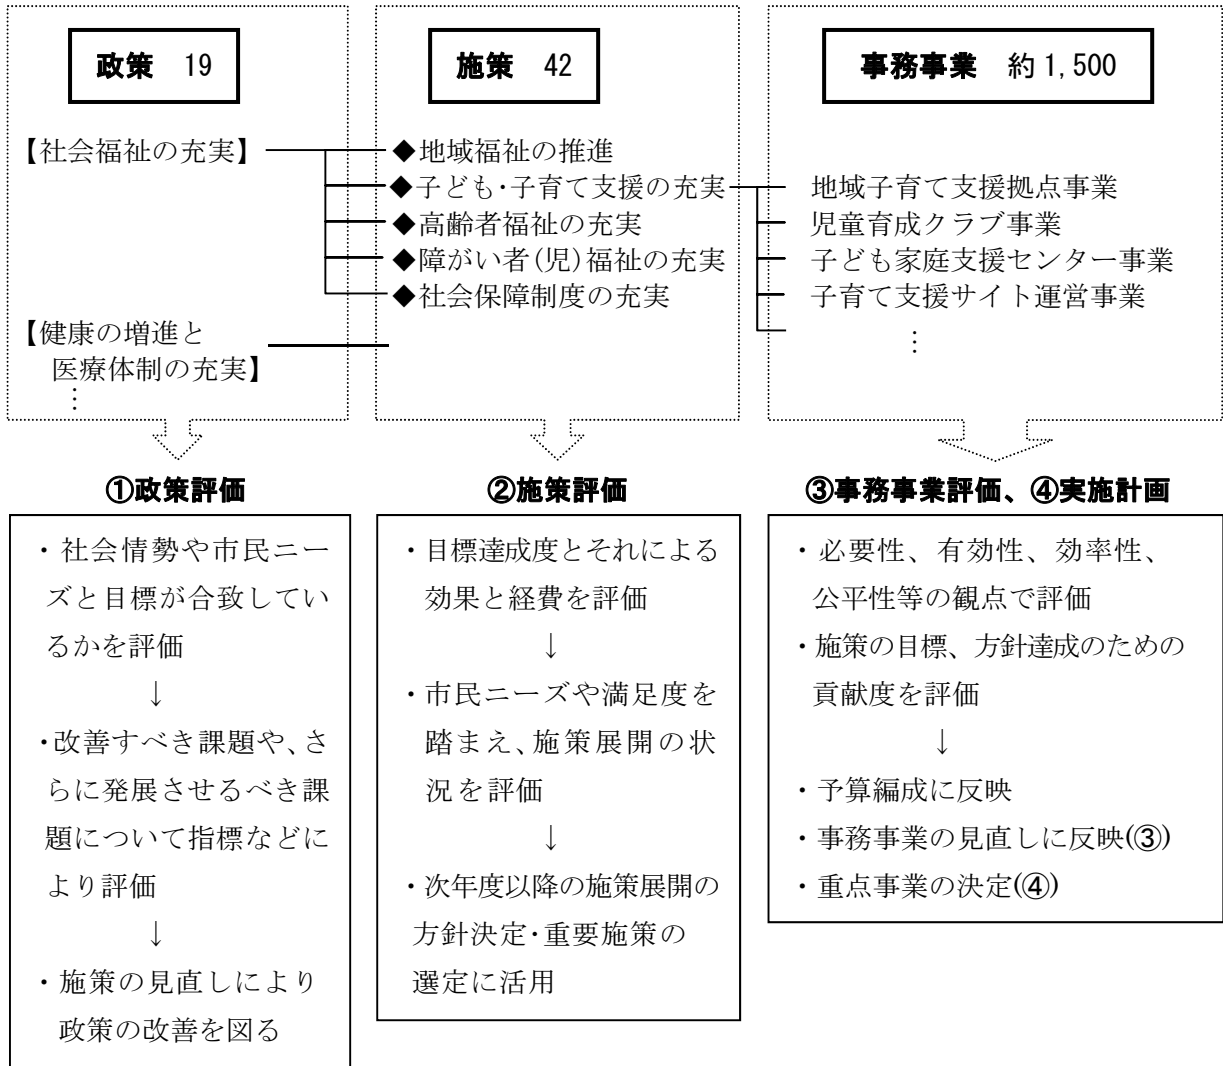 政策 19
施策 42
事務事業 約1,500
【社会福祉の充実】
【健康の増進と
医療体制の充実】
⋮
◆地域福祉の推進
◆子ども・子育て支援の充実
◆高齢者福祉の充実
◆障がい者(児)福祉の充実
◆社会保障制度の充実
地域子育て支援拠点事業
児童育成クラブ事業
子ども家庭支援センター事業
子育て支援サイト運営事業
⋮
①政策評価
・社会情勢や市民ニー
ズと目標が合致してい
るかを評価
↓
・改善すべき課題や、さ
らに発展させるべき課
題について指標などに
より評価
↓
・施策の見直しにより
政策の改善を図る
②施策評価
・目標達成度とそれによる
効果と経費を評価
↓
・市民ニーズや満足度を
踏まえ、施策展開の状
況を評価
↓
・次年度以降の施策展開の
方針決定・重要施策の
選定に活用
③事務事業評価、④実施計画
・必要性、有効性、効率性、
公平性等の観点で評価
・施策の目標、方針達成のための
貢献度を評価
↓
・予算編成に反映
・事務事業の見直しに反映(③)
・重点事業の決定(④)